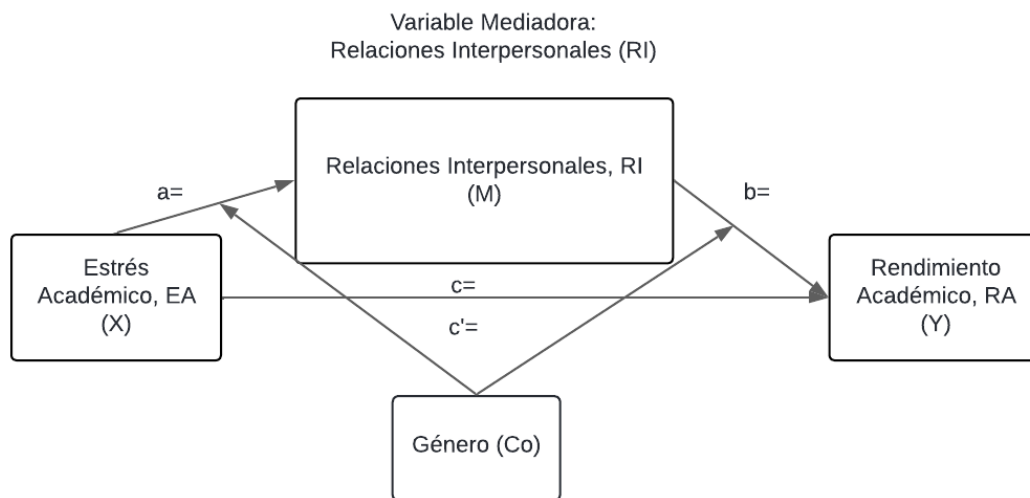 Variable Mediadora:
Relaciones Interpersonales (RI)
Relaciones Interpersonales, RI
(M)
a=
b=
Estrés
Académico, EA
(X)
c=
c'=
Rendimiento
Académico, RA
(Y)
Género (Co)